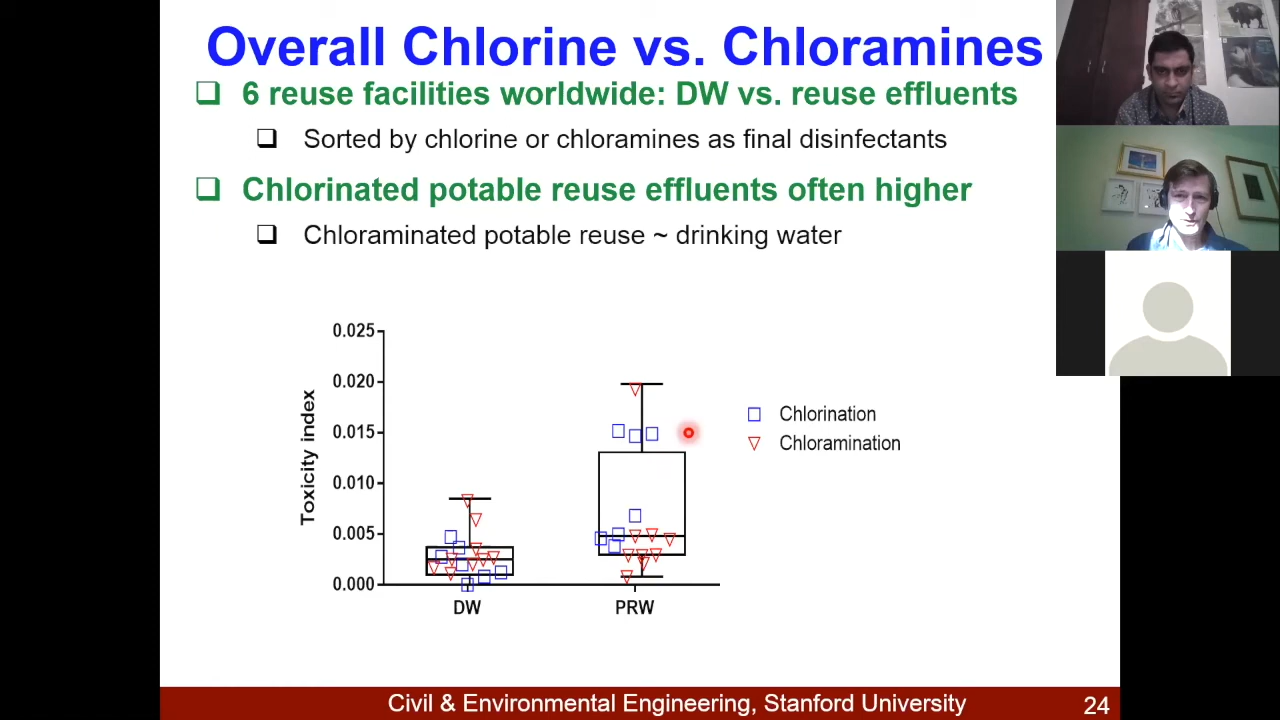 Overall Chlorine vs. Chloramines
6 reuse facilities worldwide: DW vs. reuse effluents
Sorted by chlorine or chloramines as final disinfectants
Chlorinated potable reuse effluents often higher
Chloraminated potable reuse ~ drinking water
Toxicity index
0.025
0.020
0.015
0.010
0.005
0.000
DW
PRW
Chlorination
Chloramination
Civil & Environmental Engineering, Stanford University
24